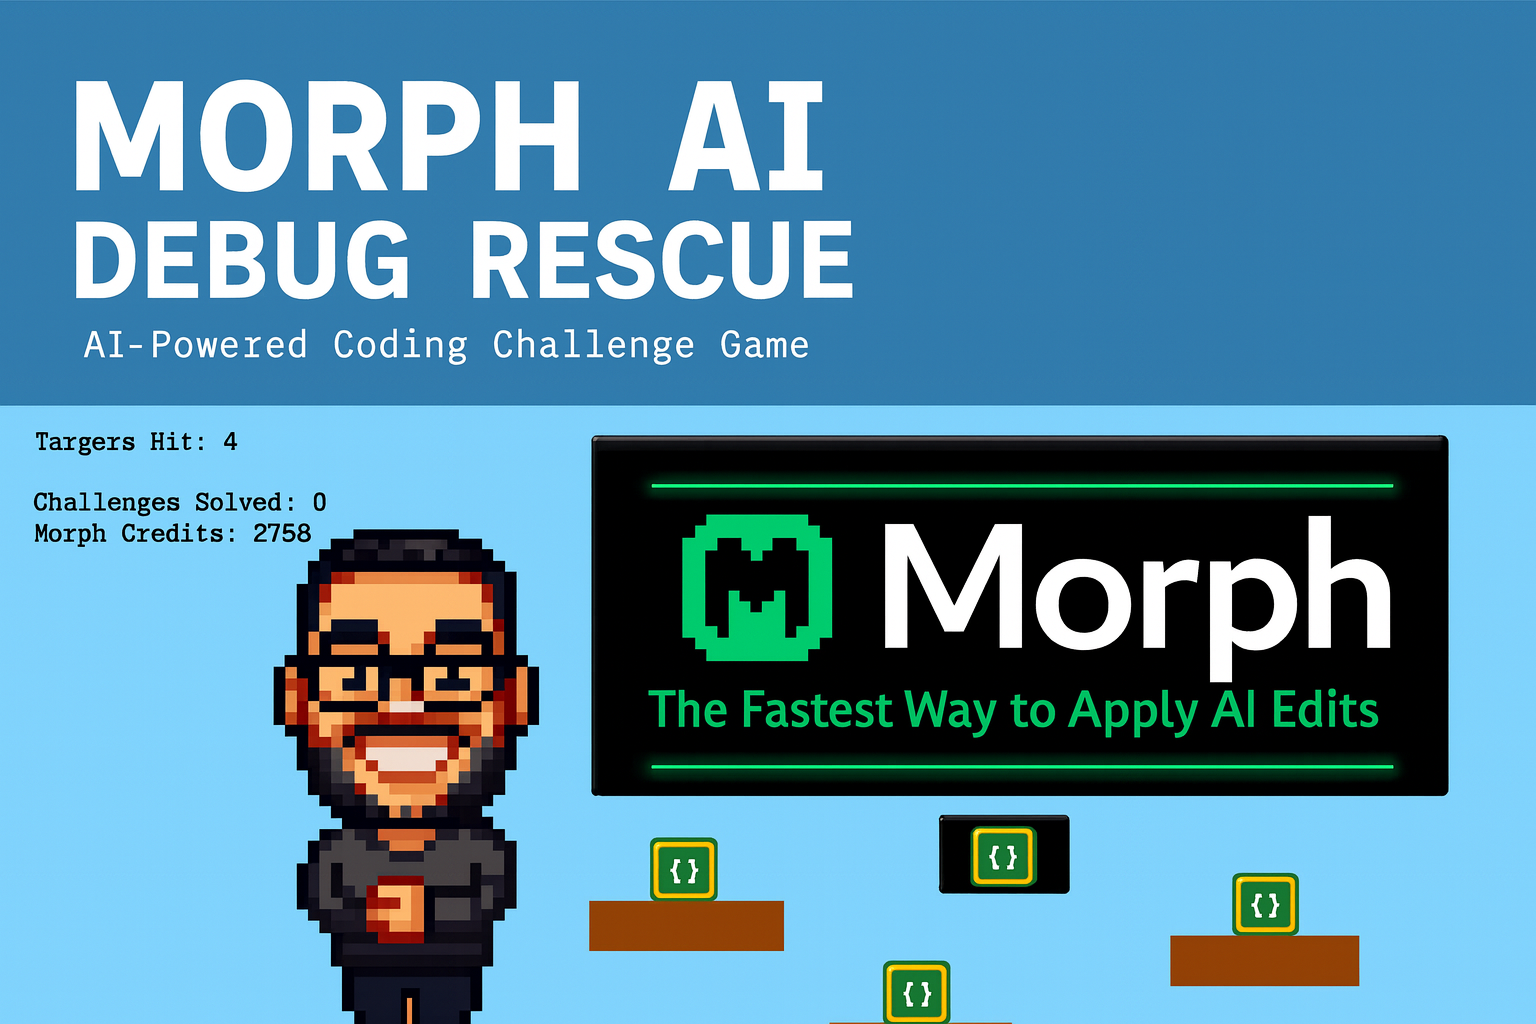 MORPH AI
DEBUG RESCUE
AI-Powered Coding Challenge Game
Targers Hit: 4
Challenges Solved: 0
Morph Credits: 2758
M Morph
The Fastest Way to Apply AI Edits
{}
{}
{}
{}